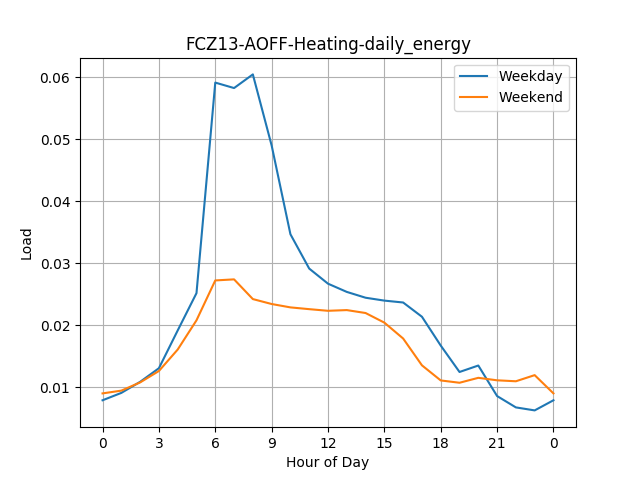 FCZ13-AOFF-Heating-daily_energy
Weekday
Weekend
0.06
0.05
0.04
0.03
0.02
0.01
Load
0 3 6 9 12 15 18 21 0
Hour of Day